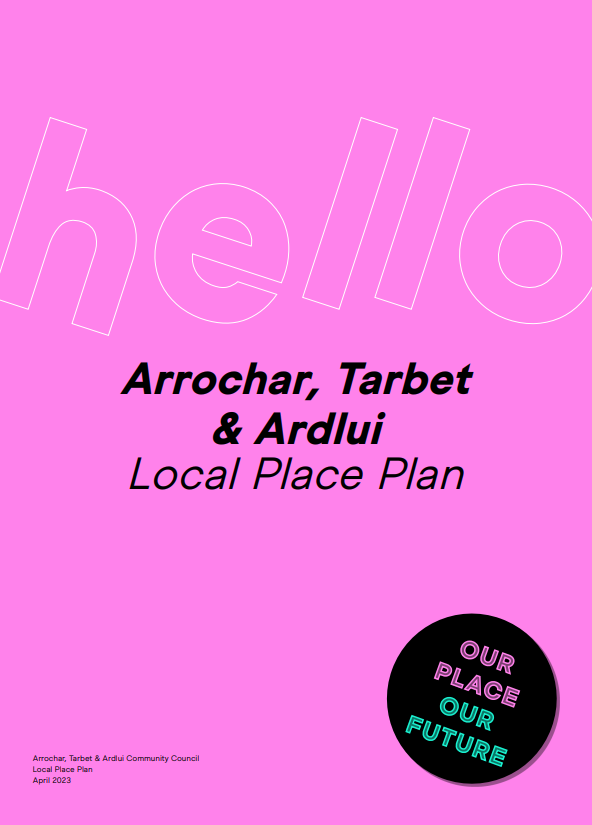 hello
Arrochar, Tarbet
& Ardlui
Local Place Plan
OUR
PLACE
OUR
FUTURE
Arrochar, Tarbet & Ardlui Community Council
Local Place Plan
April 2023